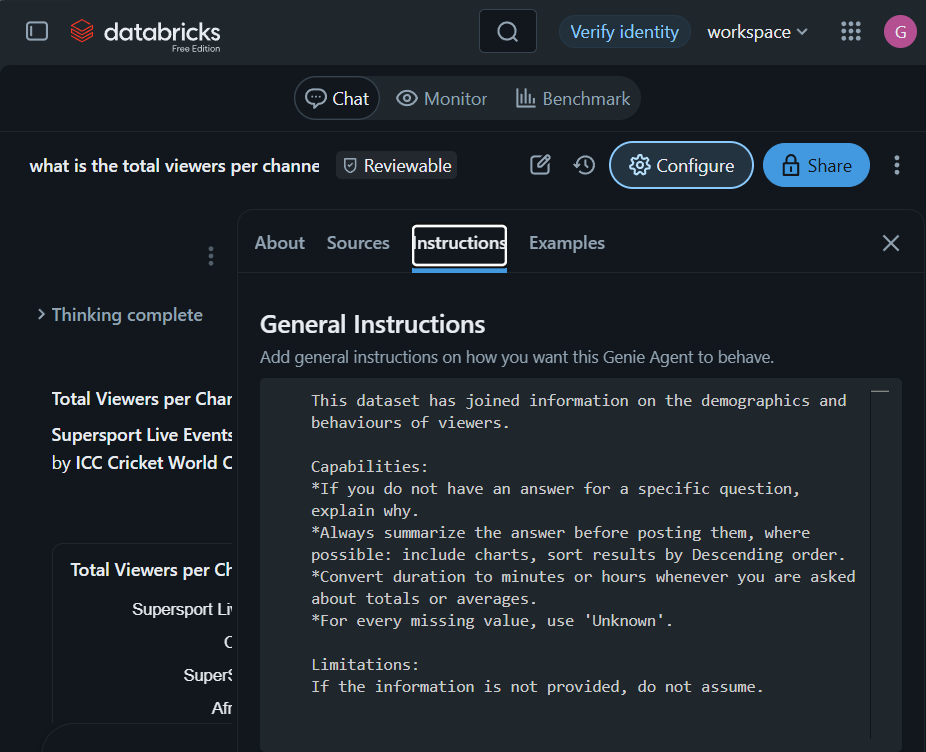 databricks
Free Edition
Verify identity
workspace
G
Chat
Monitor
Benchmark
what is the total viewers per channe
Reviewable
Configure
Share
About
Sources
Instructions
Examples
Thinking complete
General Instructions
Add general instructions on how you want this Genie Agent to behave.
Total Viewers per Char
Supersport Live Events
by ICC Cricket World C
Total Viewers per Ch
Supersport Liv
SuperS
Afr
This dataset has joined information on the demographics and
behaviours of viewers.
Capabilities:
*If you do not have an answer for a specific question,
explain why.
*Always summarize the answer before posting them, where
possible: include charts, sort results by Descending order.
*Convert duration to minutes or hours whenever you are asked
about totals or averages.
*For every missing value, use 'Unknown'.
Limitations:
If the information is not provided, do not assume.